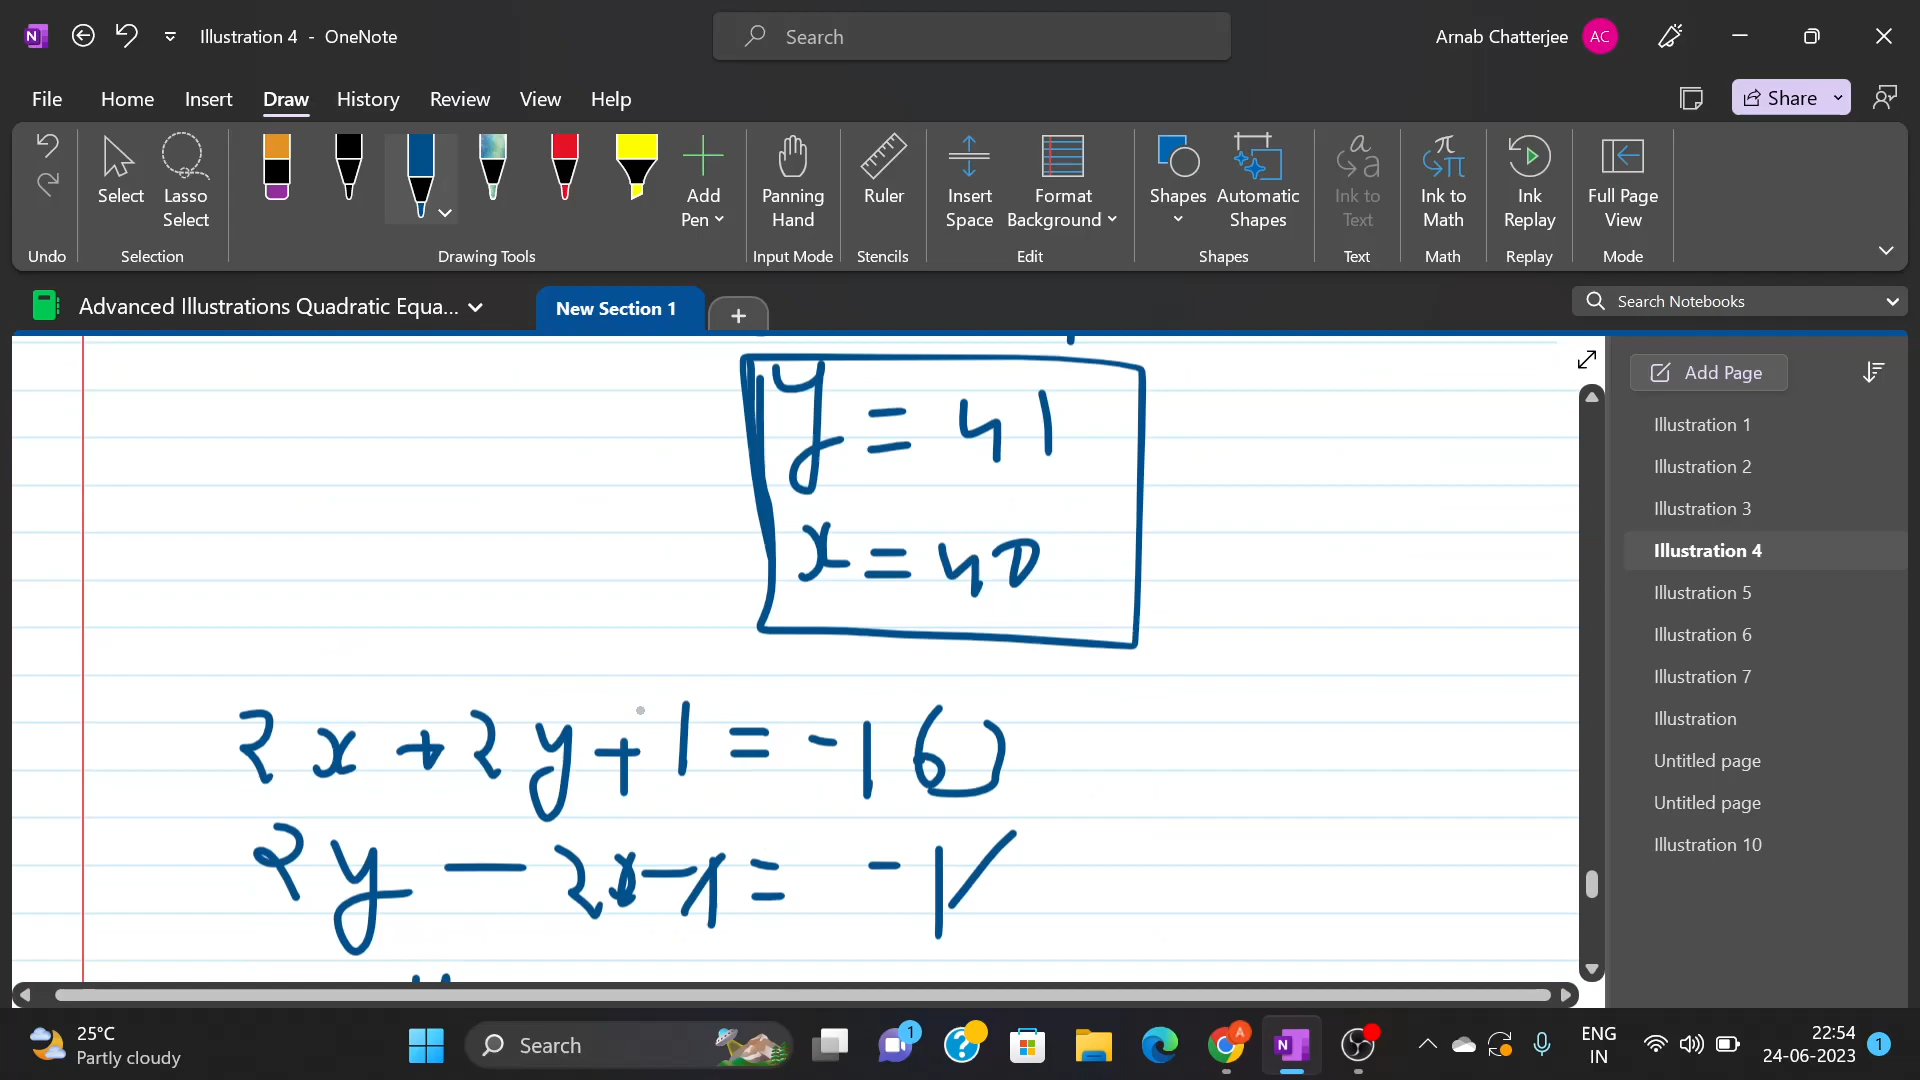 Illustration 4 - OneNote
Search
Arnab Chatterjee
AC
File
Home
Insert
Draw
History
Review
View
Help
Share
Select
Lasso
Select
Add
Pen
Panning
Hand
Ruler
Insert
Space
Format
Background
Shapes
Automatic
Shapes
Ink to
Text
Ink to
Math
Ink
Replay
Full Page
View
Undo
Selection
Drawing Tools
Input Mode
Stencils
Edit
Shapes
Text
Math
Replay
Mode
Advanced Illustrations Quadratic Equa...
New Section 1
+
Search Notebooks
y = 41
x = 40
2x + 2y + 1 = -16
2y - 2x - 1 = -1
Add Page
Illustration 1
Illustration 2
Illustration 3
Illustration 4
Illustration 5
Illustration 6
Illustration 7
Illustration
Untitled page
Untitled page
Illustration 10
25°C
Partly cloudy
Search
1
A
ENG
IN
22:54
24-06-2023
1